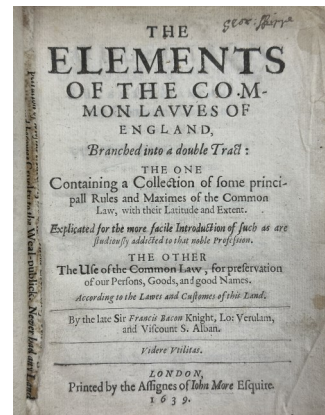 THE
ELEMENTS
OF THE COM-
MON LAVVES OF
ENGLAND,
Branched into a double Tract:
THE ONE
Containing a Collection of some princi-
pall Rules and Maximes of the Common
Law, with their Latitude and Extent.
Explicated for the more facile Introduction of such as are
studiously addicted to that noble Profession.
THE OTHER
The Use of the Common Law, for preservation
of our Persons, Goods, and good Names.
According to the Lawes and Customes of this Land.
By the late Sir Francis Bacon Knight, Lo: Verulam,
and Viscount S. Alban.
Videre Utilitas.
LONDON,
Printed by the Assignes of Iohn More Esquire.
1639.